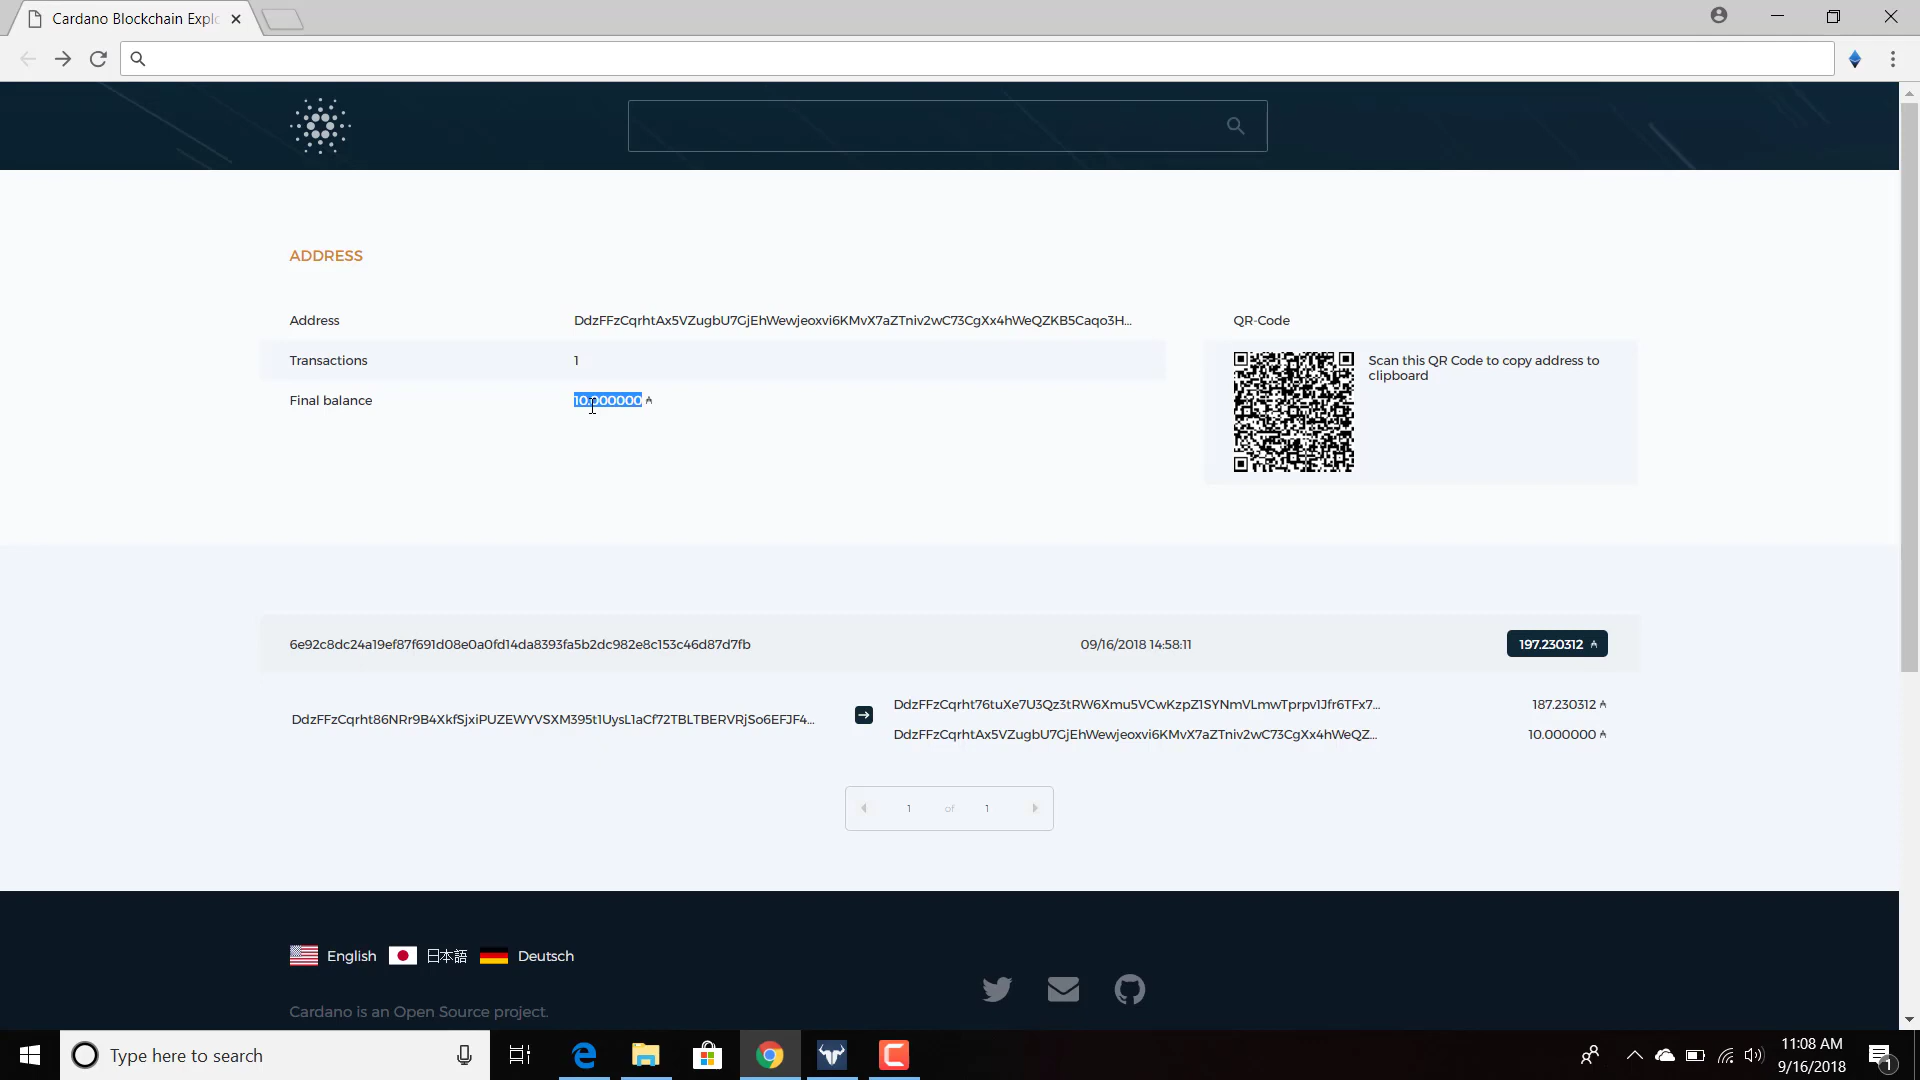 Cardano Blockchain Explo
ADDRESS
Address
DdzFFzCqrhtAx5VZugbU7GjEhWewjeoxvi6KMvX7aZTniv2wC73CgXx4hWeQZKB5Caqo3H...
QR-Code
Transactions
1
Scan this QR Code to copy address to
clipboard
Final balance
10.000000
6e92c8dc24a19ef87f691d08e0a0fd14da8393fa5b2dc982e8c153c46d87d7fb
09/16/2018 14:58:11
197.230312
DdzFFzCqrht86NRr9B4XkfSjxiPUZEWYVSXM395t1UysL1aCf72TBLTBERVRjSo6EFJF4...
DdzFFzCqrht76tuXe7U3Qz3tRW6Xmu5VCwKzpZ1SYNmVLmwTprpv1Jfr6TFx7...
187.230312
DdzFFzCqrhtAx5VZugbU7GjEhWewjeoxvi6KMvX7aZTniv2wC73CgXx4hWeQZ...
10.000000
1 of 1
English 日本語 Deutsch
Cardano is an Open Source project.
Type here to search
11:08 AM
9/16/2018
1